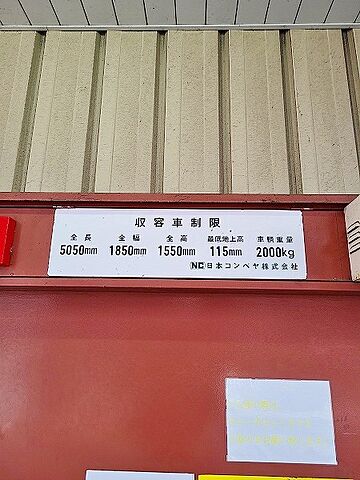 収容車制限
全長 全幅 全高 最低地上高 車輌重量
5050mm 1850mm 1550mm 115mm 2000kg
NC 日本コンベヤ株式会社